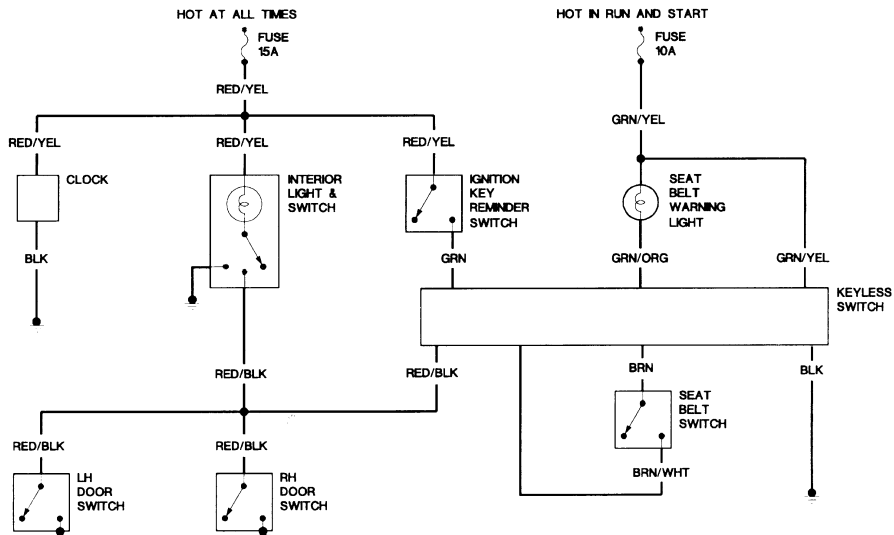 HOT AT ALL TIMES
HOT IN RUN AND START
FUSE
15A
FUSE
10A
RED/YEL
GRN/YEL
RED/YEL
RED/YEL
RED/YEL
CLOCK
INTERIOR
LIGHT &
SWITCH
IGNITION
KEY
REMINDER
SWITCH
SEAT
BELT
WARNING
LIGHT
BLK
GRN
GRN/ORG
GRN/YEL
KEYLESS
SWITCH
RED/BLK
RED/BLK
BRN
BLK
SEAT
BELT
SWITCH
RED/BLK
RED/BLK
BRN/WHT
LH
DOOR
SWITCH
RH
DOOR
SWITCH